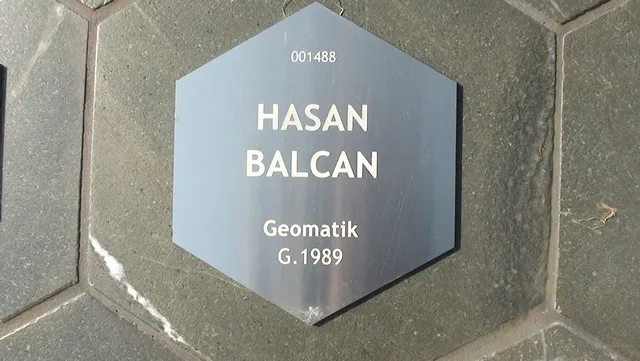 001488
HASAN
BALCAN
Geomatik
G.1989